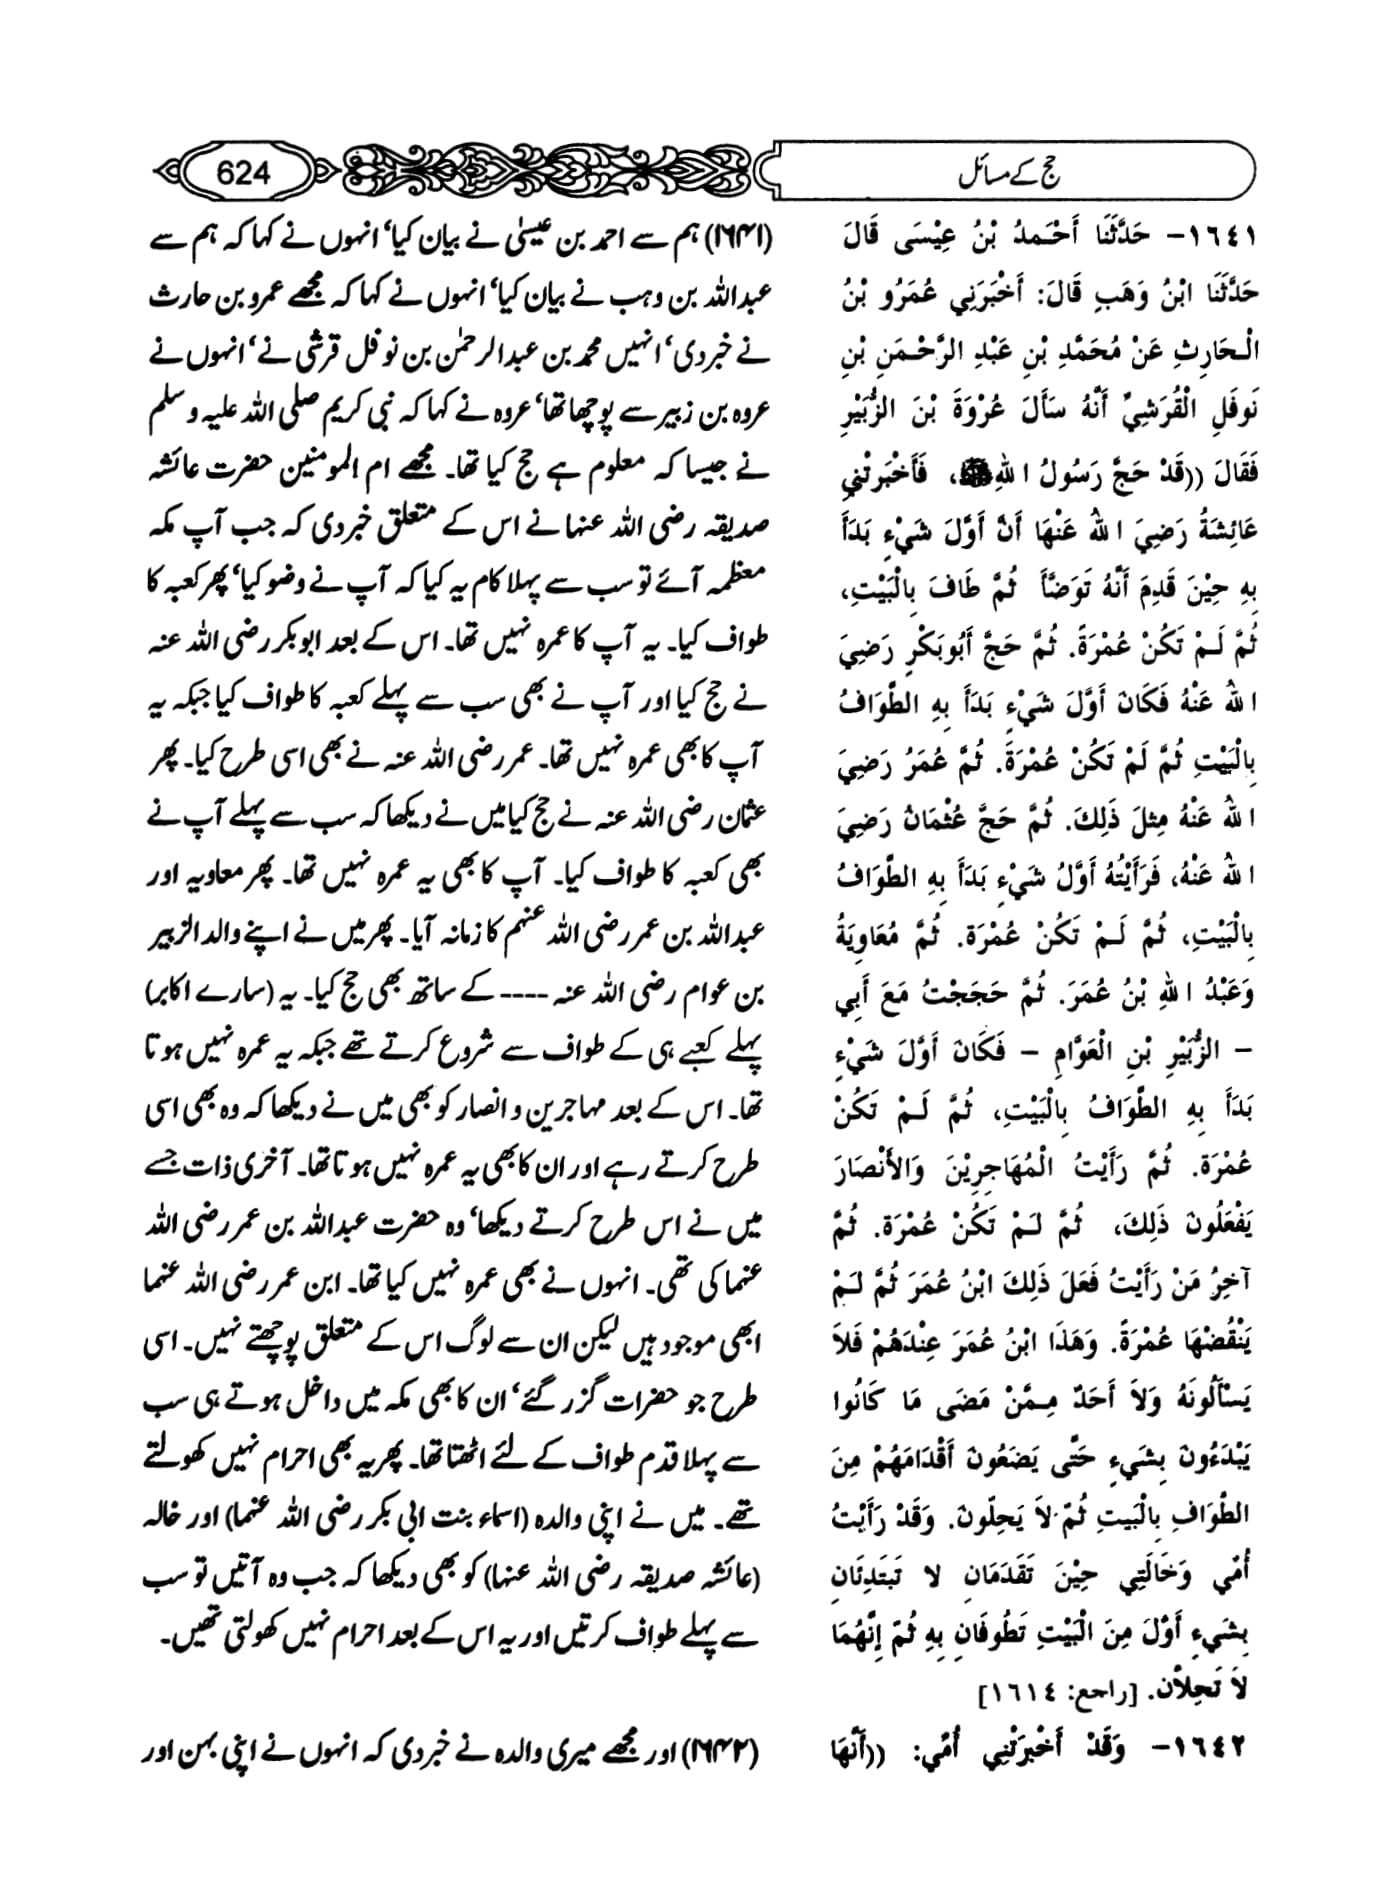 حج کے مسائل
624
١٦٤١- حَدَّثَنَا أَحْـمَدُ بْنُ عِيْسَى قَالَ
حَدَّثَنَا ابْنُ وَهَبٍ قَالَ: أَخْبَرَنِي عُمَرُو بْنُ
الْـحَارِثِ عَنْ مُحَمَّدِ بْنِ عَبْدِ الرَّحْـمَنِ بْنِ
نَوفَلٍ الْقُرَشِيِّ أَنَّهُ سَأَلَ عُرْوَةَ بْنَ الزُّبَيْرِ
فَقَالَ ((قَدْ حَجَّ رَسُولُ اللهِ ﷺ، فَأَخْبَرَتْنِي
عَائِشَةُ رَضِيَ اللهُ عَنْهَا أَنَّ أَوَّلَ شَيْءٍ بَدَأَ
بِهِ حِيْنَ قَدِمَ أَنَّهُ تَوَضَّأَ ثُمَّ طَافَ بِالْبَيْتِ،
ثُمَّ لَـمْ تَكُنْ عُمْرَةً. ثُمَّ حَجَّ أَبُوبَكْرٍ رَضِيَ
اللهُ عَنْهُ فَكَانَ أَوَّلَ شَيْءٍ بَدَأَ بِهِ الطَّوَافُ
بِالْبَيْتِ ثُمَّ لَمْ تَكُنْ عُمْرَةً. ثُمَّ عُمَرُ رَضِيَ
اللهُ عَنْهُ مِثلَ ذَلِكَ. ثُمَّ حَجَّ عُثْمَانُ رَضِيَ
اللهُ عَنْهُ، فَرَأَيْتُهُ أَوَّلُ شَيْءٍ بَدَأَ بِهِ الطَّوَافُ
بِالْبَيْتِ، ثُمَّ لَـمْ تَكُنْ عُمْرَة. ثُمَّ مُعَاوِيَةُ
وَعَبْدُ اللهِ بْنُ عُمَرَ. ثُمَّ حَجَجْتُ مَعَ أَبِي
– الزُّبَيْرِ بْنِ الْعَوَّامِ – فَكَانَ أَوَّلَ شَيْءٍ
بَدَأَ بِهِ الطَّوَافُ بِالْبَيْتِ، ثُمَّ لَـمْ تَكُنْ
عُمْرَة. ثُمَّ رَأَيْتُ الْمُهَاجِرِيْنَ وَالأَنْصَارَ
يَفْعَلُونَ ذَلِكَ، ثُمَّ لَـمْ تَكُنْ عُمْرَة. ثُمَّ
آخِرُ مَنْ رَأَيْتُ فَعَلَ ذَلِكَ ابْنُ عُمَرَ ثُمَّ لَـمْ
يَنْقُضْهَا عُمْرَةً. وَهَذَا ابْنُ عُمَرَ عِنْدَهُمْ فَلاَ
يَسْأَلُونَهُ وَلاَ أَحَدٌ مِـمَّنْ مَضَى مَا كَانُوا
يَبْدَءُونَ بِشَيءٍ حَتَّى يَضَعُونَ أَقْدَامَهُمْ مِنَ
الطَّوَافِ بِالْبَيتِ ثُمّ لاَ يَحِلّونَ. وَقَدْ رَأَيْتُ
أُمّي وَخَالَتِي حِيْنَ تَقَدَمَانِ لا تَبتَدِئَانِ
بِشَيءٍ أَوَّلَ مِنَ الْبَيْتِ تَطُوفَانِ بِهِ ثُمّ إِنَّهُمَا
لاَ تَحِلاَّن. [راجع: ١٦١٤]
١٦٤٢- وَقَدْ أَخْبَرَتْنِي أُمّي: ((أَنَّهَا
(۱۶۴۱) ہم سے احمد بن عیسیٰ نے بیان کیا‘ انہوں نے کہا کہ ہم سے
عبداللہ بن وہب نے بیان کیا‘ انہوں نے کہا کہ مجھے عمرو بن حارث
نے خبر دی‘ انہیں محمد بن عبدالرحمٰن بن نوفل قرشی نے‘ انہوں نے
عروہ بن زبیر سے پوچھا تھا‘ عروہ نے کہا کہ نبی کریم صلی اللہ علیہ وسلم
نے جیسا کہ معلوم ہے حج کیا تھا۔ مجھے ام المومنین حضرت عائشہ
صدیقہ رضی اللہ عنہا نے اس کے متعلق خبر دی کہ جب آپ مکہ
معظمہ آئے تو سب سے پہلا کام یہ کیا کہ آپ نے وضو کیا‘ پھر کعبہ کا
طواف کیا۔ یہ آپ کا عمرہ نہیں تھا۔ اس کے بعد ابوبکر رضی اللہ عنہ
نے حج کیا اور آپ نے بھی سب سے پہلے کعبہ کا طواف کیا جبکہ یہ
آپ کا بھی عمرہ نہیں تھا۔ عمر رضی اللہ عنہ نے بھی اسی طرح کیا۔ پھر
عثمان رضی اللہ عنہ نے حج کیا میں نے دیکھا کہ سب سے پہلے آپ نے
بھی کعبہ کا طواف کیا۔ آپ کا بھی یہ عمرہ نہیں تھا۔ پھر معاویہ اور
عبداللہ بن عمر رضی اللہ عنہم کا زمانہ آیا۔ پھر میں نے اپنے والد الزبیر
بن عوام رضی اللہ عنہ ---- کے ساتھ بھی حج کیا۔ یہ (سارے اکابر)
پہلے کعبے ہی کے طواف سے شروع کرتے تھے جبکہ یہ عمرہ نہیں ہوتا
تھا۔ اس کے بعد مہاجرین و انصار کو بھی میں نے دیکھا کہ وہ بھی اسی
طرح کرتے رہے اور ان کا بھی یہ عمرہ نہیں ہوتا تھا۔ آخری ذات جسے
میں نے اس طرح کرتے دیکھا‘ وہ حضرت عبداللہ بن عمر رضی اللہ
عنہما کی تھی۔ انہوں نے بھی عمرہ نہیں کیا تھا۔ ابن عمر رضی اللہ عنہما
ابھی موجود ہیں لیکن ان سے لوگ اس کے متعلق پوچھتے نہیں۔ اسی
طرح جو حضرات گزر گئے‘ ان کا بھی مکہ میں داخل ہوتے ہی سب
سے پہلا قدم طواف کے لئے اٹھتا تھا۔ پھر یہ بھی احرام نہیں کھولتے
تھے۔ میں نے اپنی والدہ (اسماء بنت ابی بکر رضی اللہ عنہما) اور خالہ
(عائشہ صدیقہ رضی اللہ عنہا) کو بھی دیکھا کہ جب وہ آتیں تو سب
سے پہلے طواف کرتیں اور یہ اس کے بعد احرام نہیں کھولتی تھیں۔
(۱۶۴۲) اور مجھے میری والدہ نے خبر دی کہ انہوں نے اپنی بہن اور